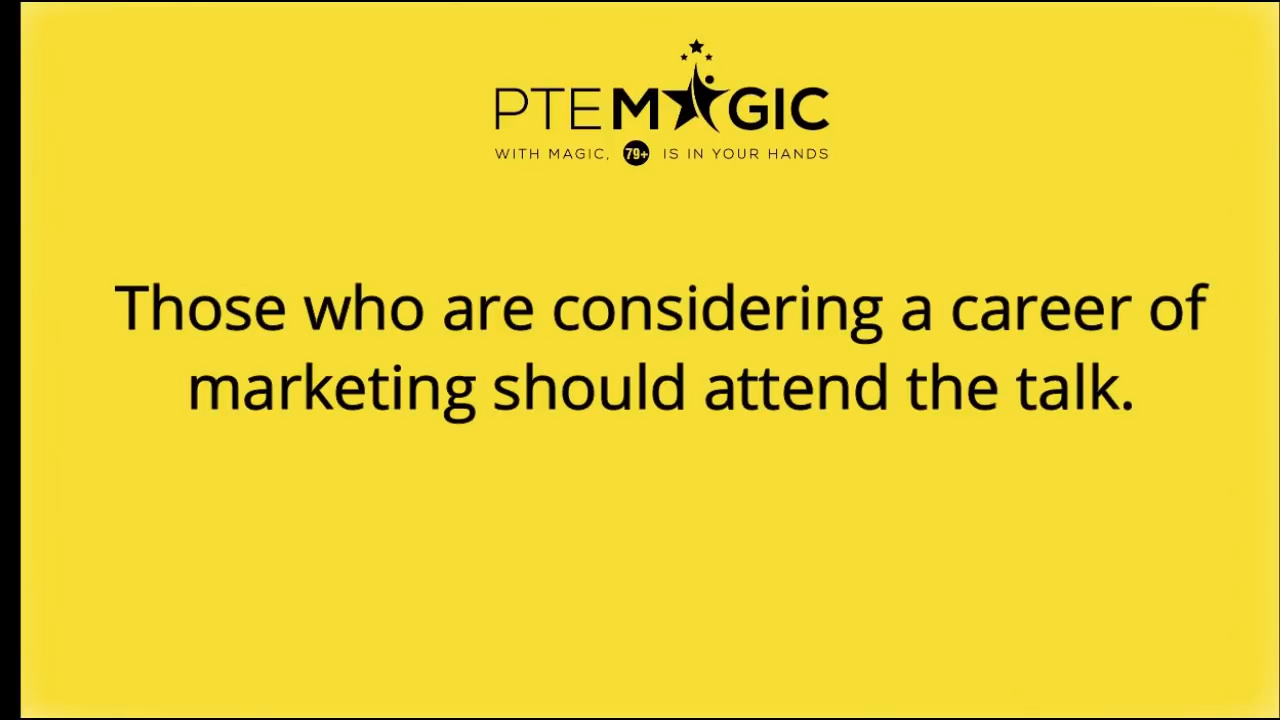 PTEMAGIC
WITH MAGIC, 79+ IS IN YOUR HANDS
Those who are considering a career of
marketing should attend the talk.